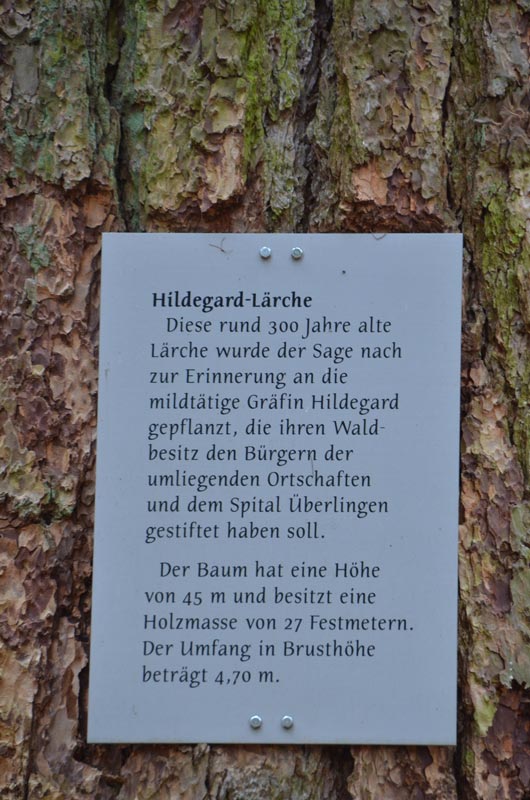 Hildegard-Lärche
Diese rund 300 Jahre alte
Lärche wurde der Sage nach
zur Erinnerung an die
mildtätige Gräfin Hildegard
gepflanzt, die ihren Wald-
besitz den Bürgern der
umliegenden Ortschaften
und dem Spital Überlingen
gestiftet haben soll.
Der Baum hat eine Höhe
von 45 m und besitzt eine
Holzmasse von 27 Festmetern.
Der Umfang in Brusthöhe
beträgt 4,70 m.